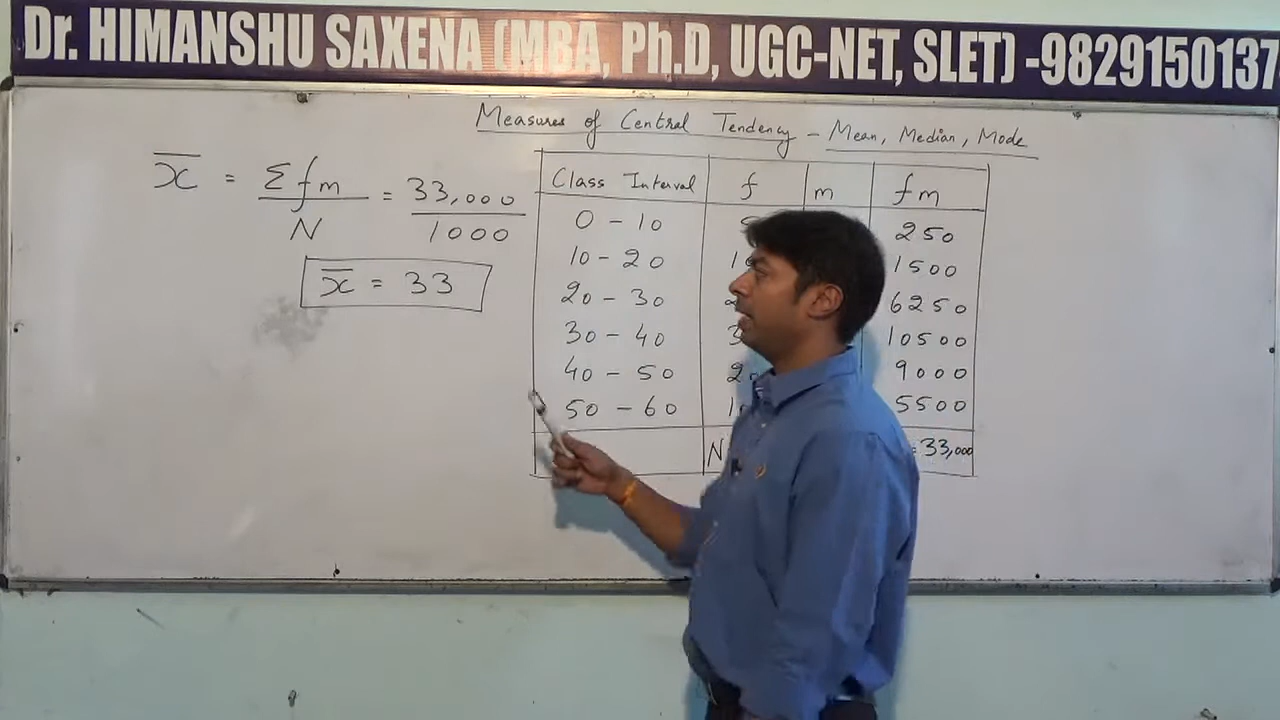 Dr. HIMANSHU SAXENA (MBA, Ph.D, UGC-NET, SLET) -9829150137
Measures of Central Tendency - Mean, Median, Mode
x̄ = Σfm / N = 33,000 / 1000
x̄ = 33
Class Interval f m fm
0 - 10 250
10 - 20 1500
20 - 30 6250
30 - 40 10500
40 - 50 9000
50 - 60 5500
N = 33,000